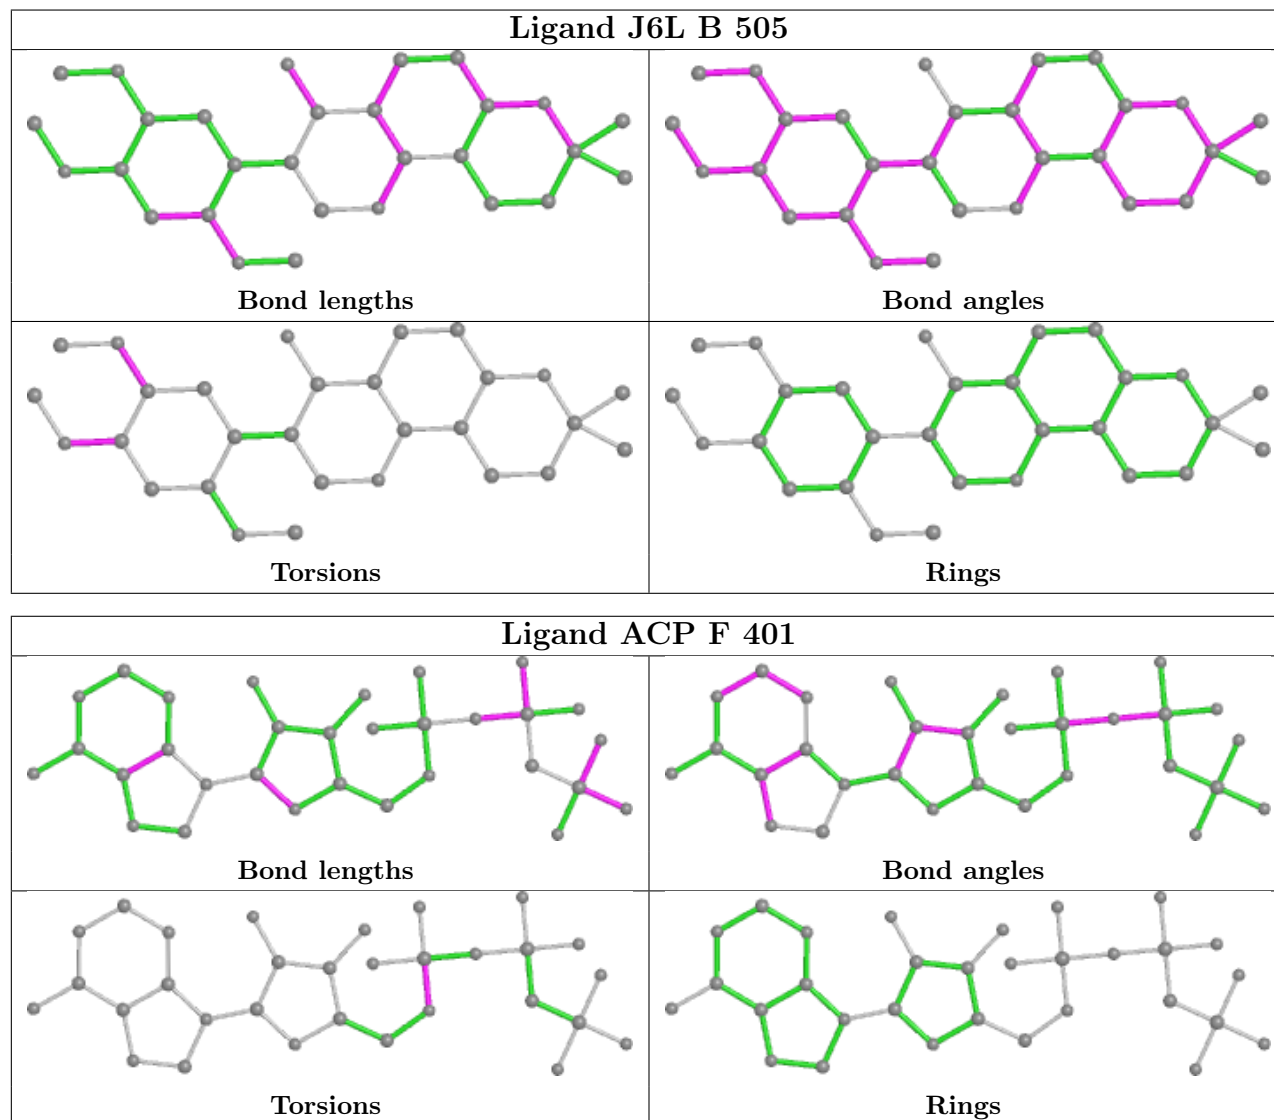 Ligand J6L B 505
Bond lengths
Bond angles
Torsions
Rings
Ligand ACP F 401
Bond lengths
Bond angles
Torsions
Rings